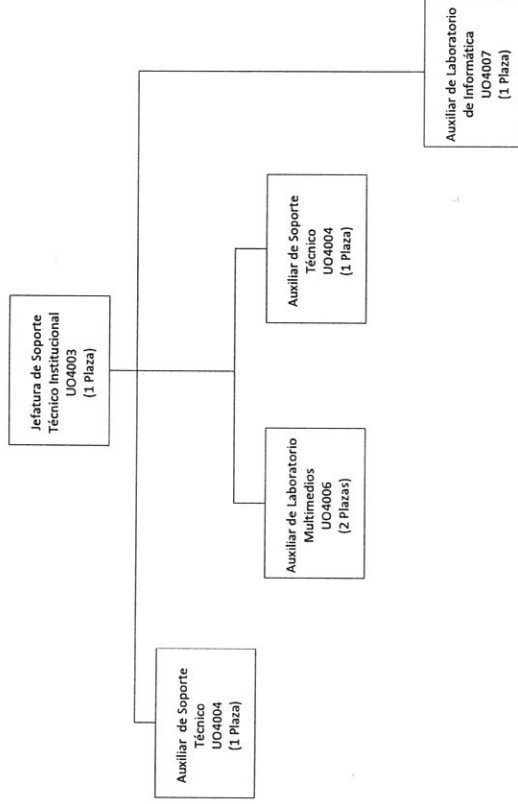 Jefatura de Soporte
Técnico Institucional
UO4003
(1 Plaza)
Auxiliar de Soporte
Técnico
UO4004
(1 Plaza)
Auxiliar de Laboratorio
Multimedios
UO4006
(2 Plazas)
Auxiliar de Soporte
Técnico
UO4004
(1 Plaza)
Auxiliar de Laboratorio
de Informática
UO4007
(1 Plaza)